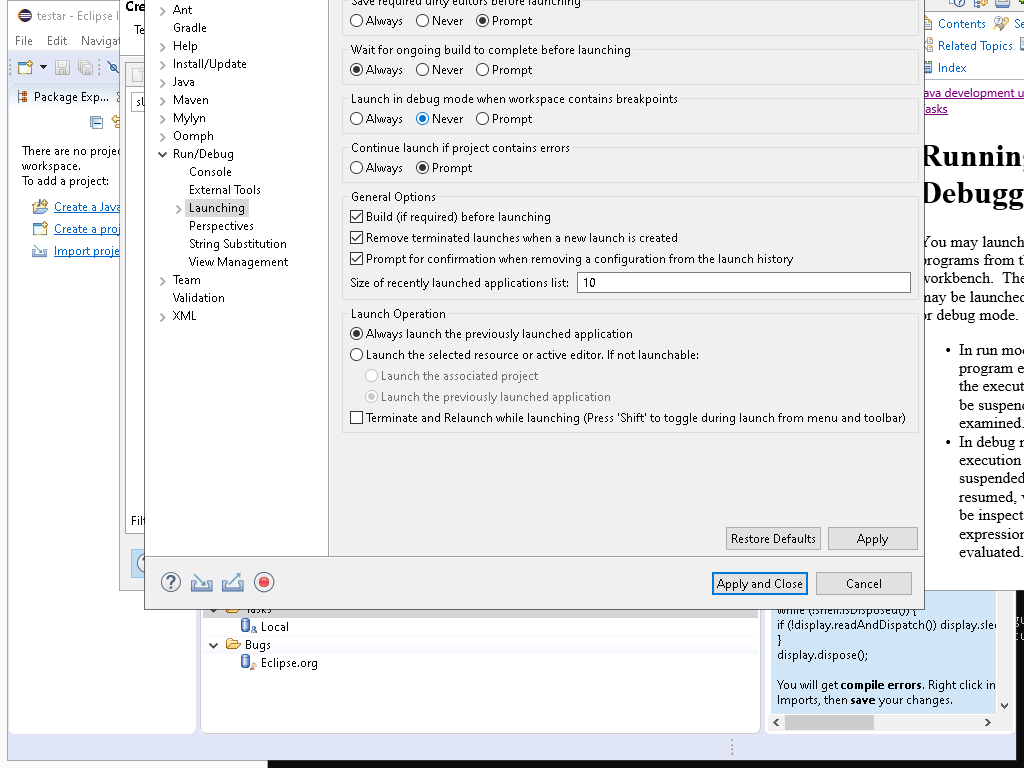 testar - Eclipse I
File Edit Navigat
Package Exp...
There are no proje
workspace.
To add a project:
Create a Java
Create a proj
Import proje
Cre
Te
Filt
Ant
Gradle
Help
Install/Update
Java
Maven
Mylyn
Oomph
Run/Debug
Console
External Tools
Launching
Perspectives
String Substitution
View Management
Team
Validation
XML
Save required dirty editors before launching
Always Never Prompt
Wait for ongoing build to complete before launching
Always Never Prompt
Launch in debug mode when workspace contains breakpoints
Always Never Prompt
Continue launch if project contains errors
Always Prompt
General Options
Build (if required) before launching
Remove terminated launches when a new launch is created
Prompt for confirmation when removing a configuration from the launch history
Size of recently launched applications list: 10
Launch Operation
Always launch the previously launched application
Launch the selected resource or active editor. If not launchable:
Launch the associated project
Launch the previously launched application
Terminate and Relaunch while launching (Press 'Shift' to toggle during launch from menu and toolbar)
Restore Defaults Apply
Apply and Close Cancel
Tasks
Local
Bugs
Eclipse.org
while (!shell.isDisposed()) {
if (!display.readAndDispatch()) display.slee
}
display.dispose();
You will get compile errors. Right click in
Imports, then save your changes.
Contents Se
Related Topics
Index
ava development u
asks
Running
Debugg
You may launch
programs from th
workbench. The
may be launched
or debug mode.
• In run mod
program e
the execut
be suspend
examined.
• In debug m
execution
suspended
resumed, v
be inspect
expression
evaluated.